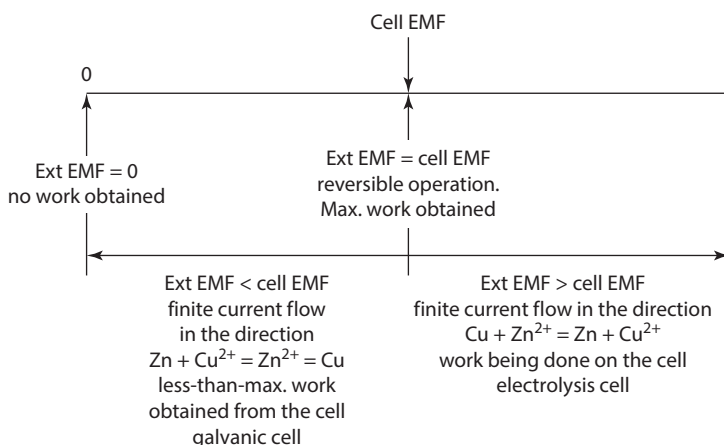 Cell EMF
0
Ext EMF = 0
no work obtained
Ext EMF = cell EMF
reversible operation.
Max. work obtained
Ext EMF < cell EMF
finite current flow
in the direction
Zn + Cu²⁺ = Zn²⁺ = Cu
less-than-max. work
obtained from the cell
galvanic cell
Ext EMF > cell EMF
finite current flow in the direction
Cu + Zn²⁺ = Zn + Cu²⁺
work being done on the cell
electrolysis cell